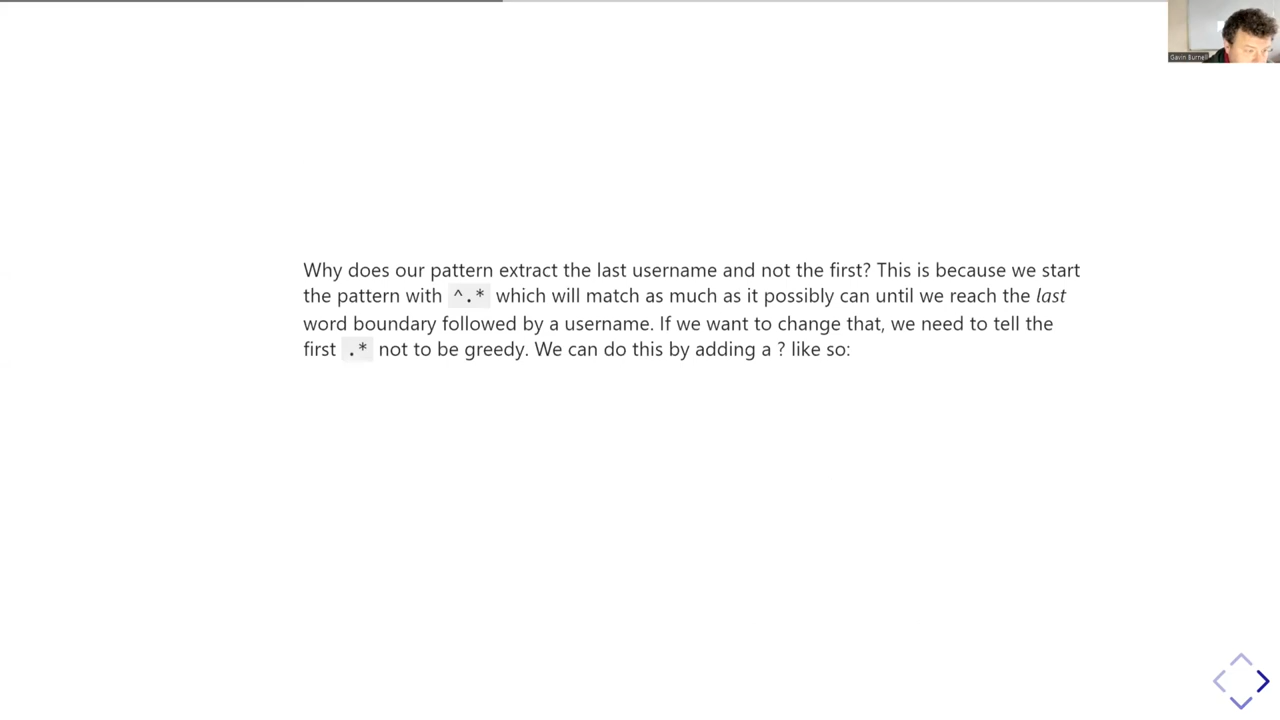 Gavin Burnell
Why does our pattern extract the last username and not the first? This is because we start
the pattern with ^.* which will match as much as it possibly can until we reach the last
word boundary followed by a username. If we want to change that, we need to tell the
first .* not to be greedy. We can do this by adding a ? like so: